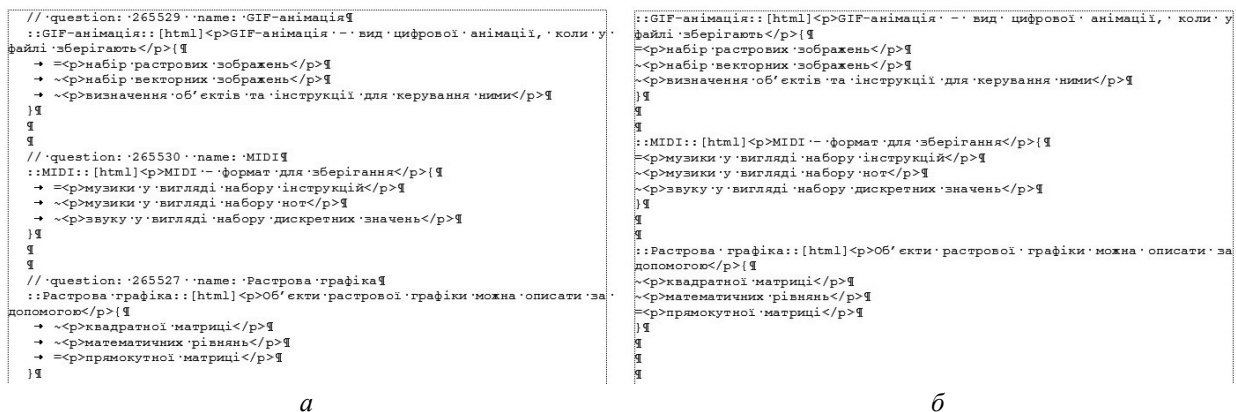 // question: 265529 name: GIF-анімація¶
::GIF-анімація::[html]<p>GIF-анімація – вид цифрової анімації, коли у
файлі зберігають</p>{¶
→ =<p>набір растрових зображень</p>¶
→ ~<p>набір векторних зображень</p>¶
→ ~<p>визначення об’єктів та інструкції для керування ними</p>¶
}¶
¶
¶
// question: 265530 name: MIDI¶
::MIDI::[html]<p>MIDI – формат для зберігання</p>{¶
→ =<p>музики у вигляді набору інструкцій</p>¶
→ ~<p>музики у вигляді набору нот</p>¶
→ ~<p>звуку у вигляді набору дискретних значень</p>¶
}¶
¶
¶
// question: 265527 name: Растрова графіка¶
::Растрова графіка::[html]<p>Об’єкти растрової графіки можна описати за
допомогою</p>{¶
→ ~<p>квадратної матриці</p>¶
→ ~<p>математичних рівнянь</p>¶
→ =<p>прямокутної матриці</p>¶
}¶
а
::GIF-анімація::[html]<p>GIF-анімація – вид цифрової анімації, коли у
файлі зберігають</p>{¶
=<p>набір растрових зображень</p>¶
~<p>набір векторних зображень</p>¶
~<p>визначення об’єктів та інструкції для керування ними</p>¶
}¶
¶
¶
::MIDI::[html]<p>MIDI – формат для зберігання</p>{¶
=<p>музики у вигляді набору інструкцій</p>¶
~<p>музики у вигляді набору нот</p>¶
~<p>звуку у вигляді набору дискретних значень</p>¶
}¶
¶
¶
::Растрова графіка::[html]<p>Об’єкти растрової графіки можна описати за
допомогою</p>{¶
~<p>квадратної матриці</p>¶
~<p>математичних рівнянь</p>¶
=<p>прямокутної матриці</p>¶
}¶
¶
¶
¶
б